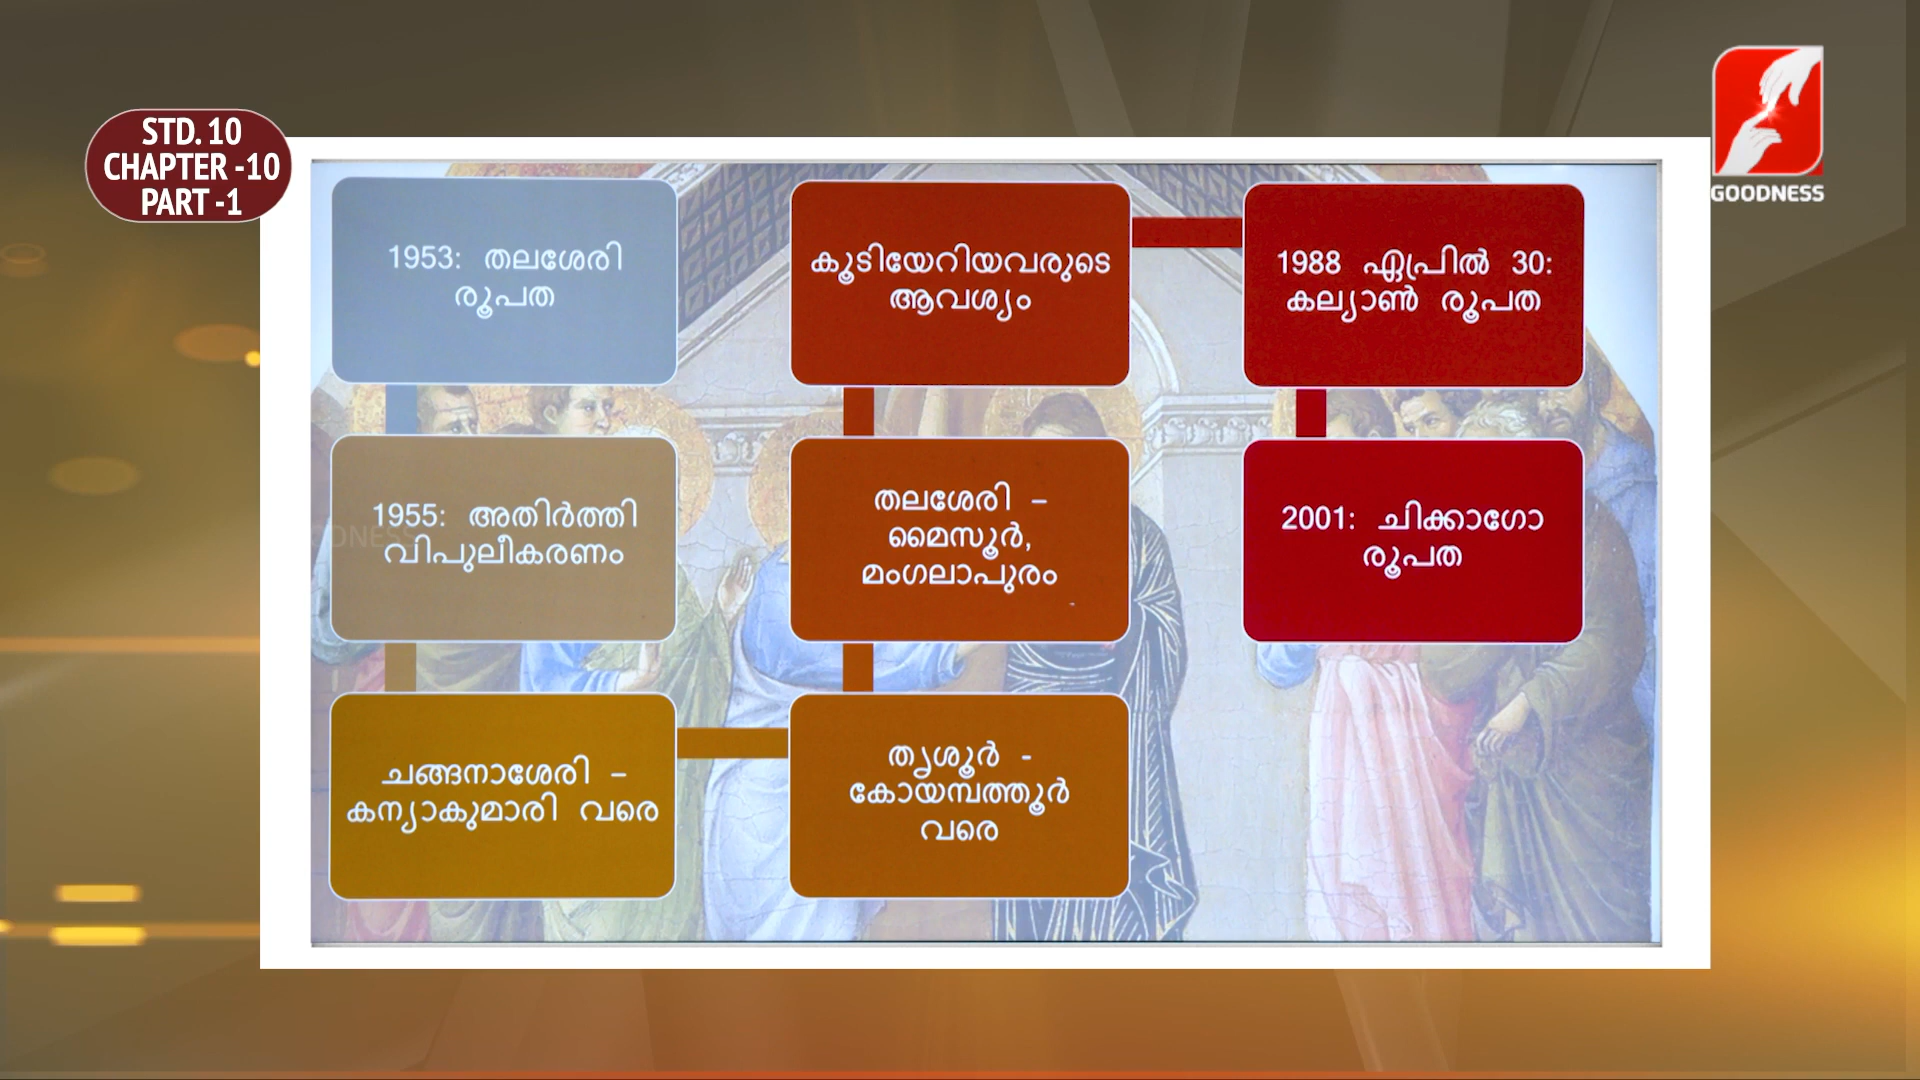 STD. 10
CHAPTER -10
PART -1
GOODNESS
1953: തലശേരി
രൂപത
1955: അതിർത്തി
വിപുലീകരണം
ചങ്ങനാശേരി –
കന്യാകുമാരി വരെ
തൃശൂർ -
കോയമ്പത്തൂർ
വരെ
തലശേരി –
മൈസൂർ,
മംഗലാപുരം
കൂടിയേറിയവരുടെ
ആവശ്യം
1988 ഏപ്രിൽ 30:
കല്യാൺ രൂപത
2001: ചിക്കാഗോ
രൂപത